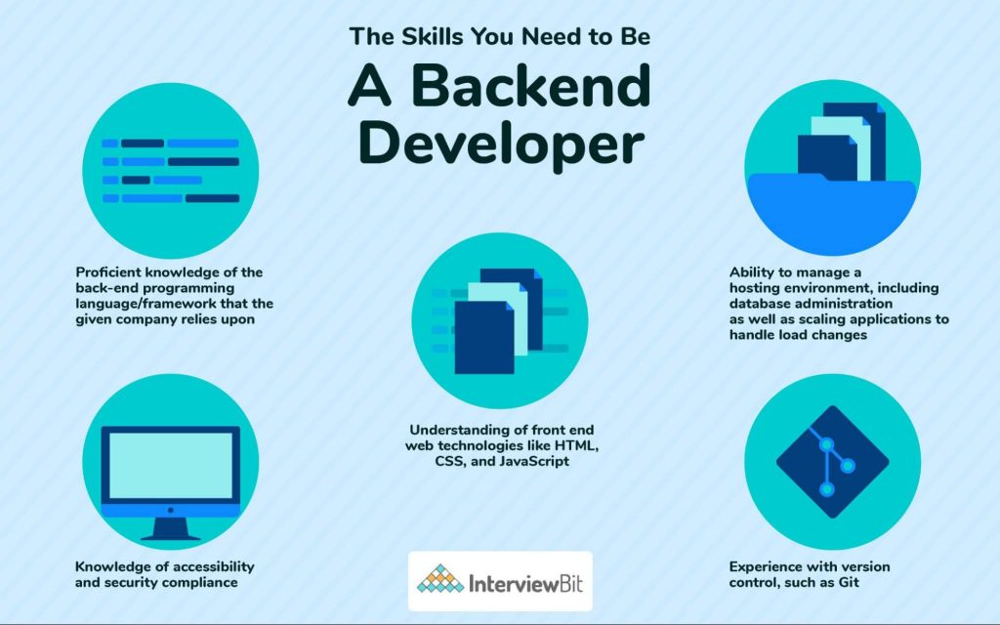 The Skills You Need to Be
A Backend
Developer
Proficient knowledge of the
back-end programming
language/framework that the
given company relies upon
Ability to manage a
hosting environment, including
database administration
as well as scaling applications to
handle load changes
Understanding of front end
web technologies like HTML,
CSS, and JavaScript
Knowledge of accessibility
and security compliance
Experience with version
control, such as Git
InterviewBit